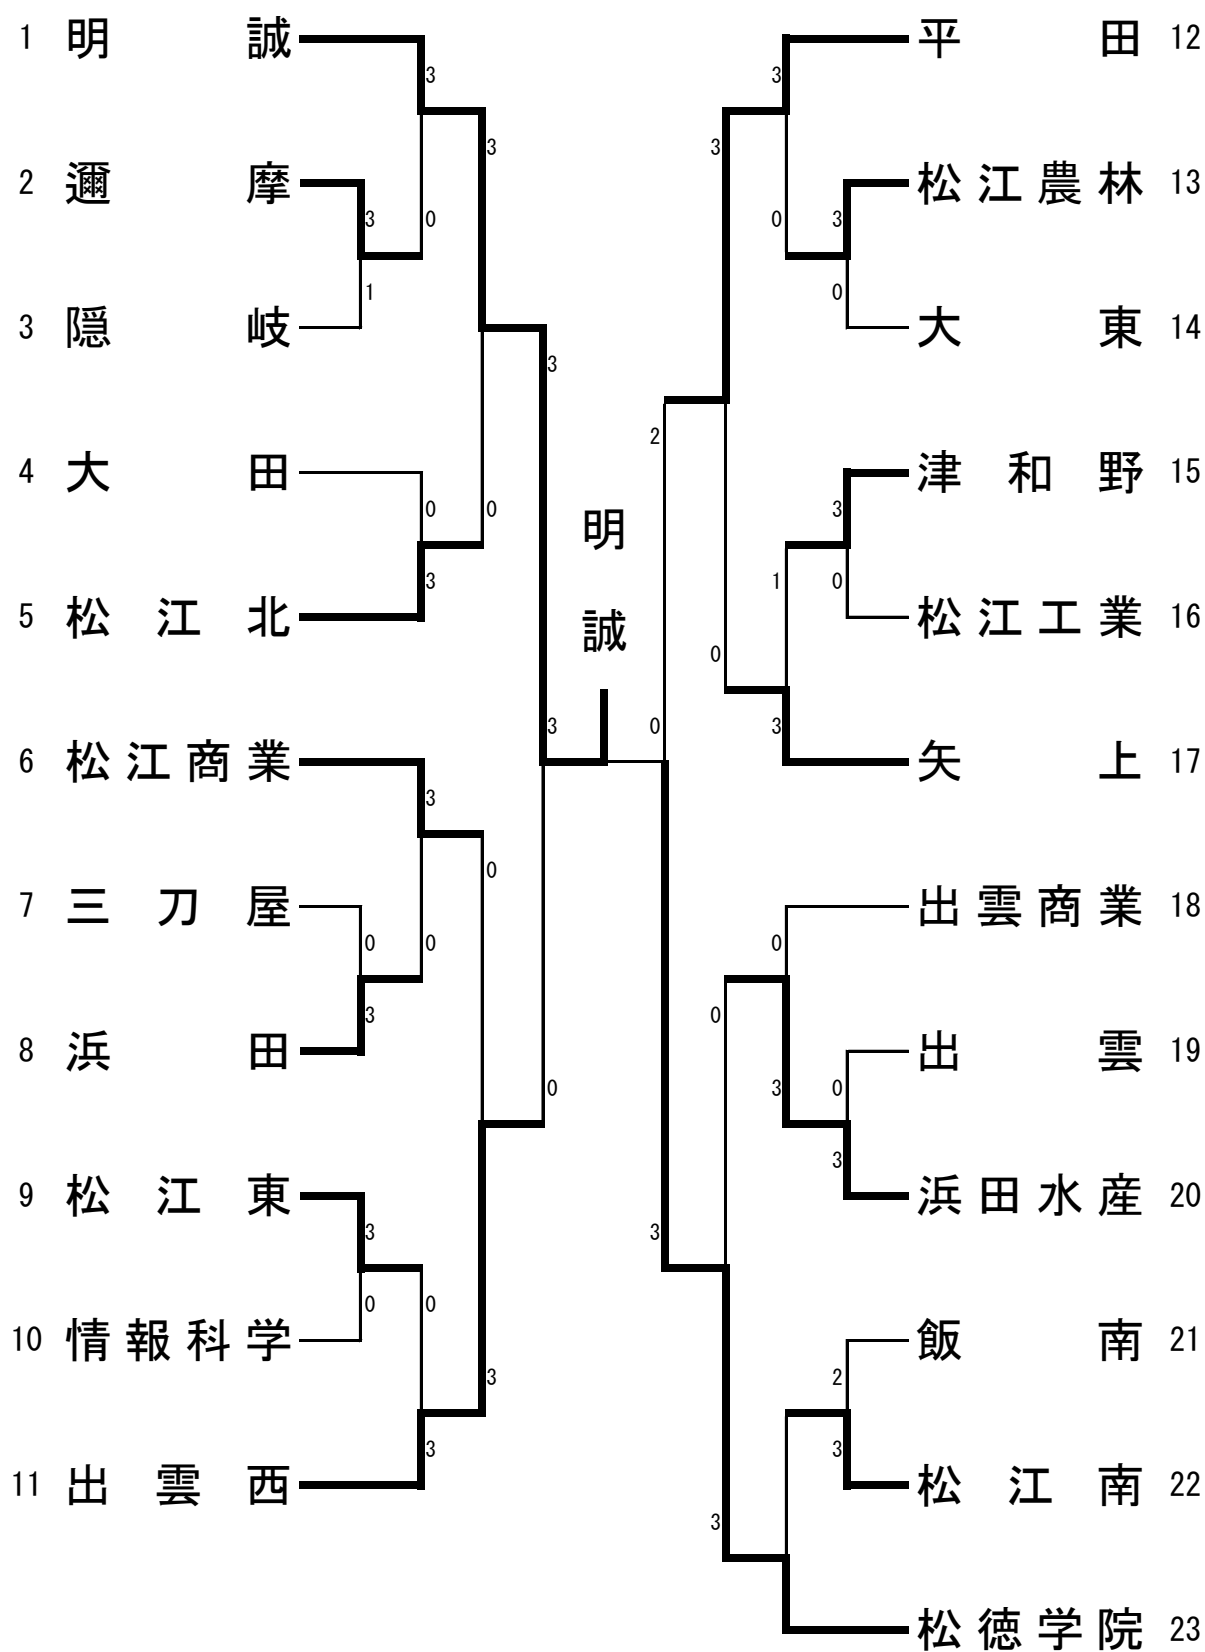 1 明誠
3
3
2 邇摩
3
0
1
3 隠岐
3
4 大田
0
0
3
5 松江北
3
6 松江商業
3
0
7 三刀屋
0
0
3
8 浜田
0
9 松江東
3
0
0
10 情報科学
3
3
11 出雲西
明
誠
平田 12
3
3
松江農林 13
0
3
0
大東 14
2
津和野 15
3
1
0
松江工業 16
0
0
3
矢上 17
出雲商業 18
0
0
出雲 19
3
0
3
浜田水産 20
3
飯南 21
2
3
松江南 22
3
松徳学院 23